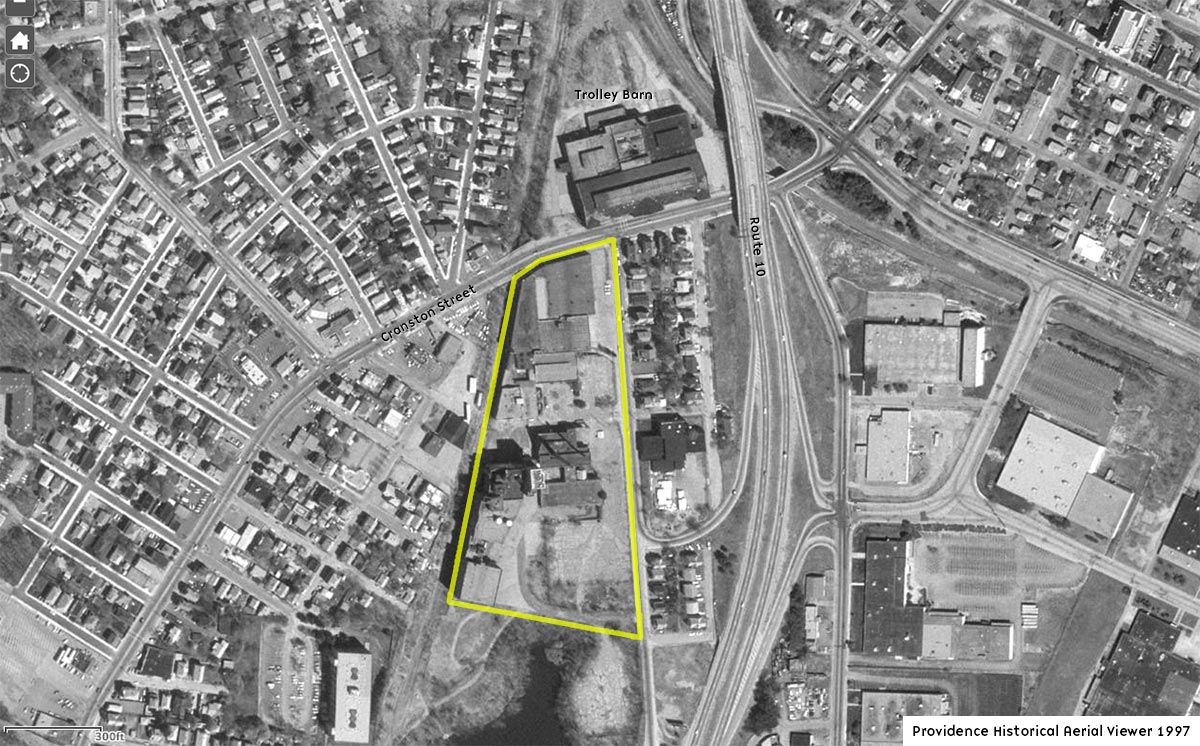 Trolley Barn
Route 10
Cranston Street
300ft
Providence Historical Aerial Viewer 1997